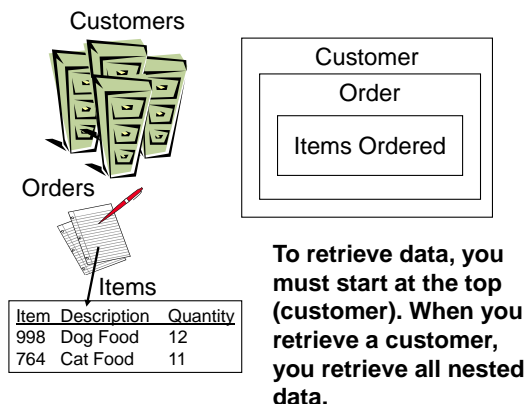 Customers
Orders
Items
Item Description Quantity
998 Dog Food 12
764 Cat Food 11
Customer
Order
Items Ordered
To retrieve data, you
must start at the top
(customer). When you
retrieve a customer,
you retrieve all nested
data.